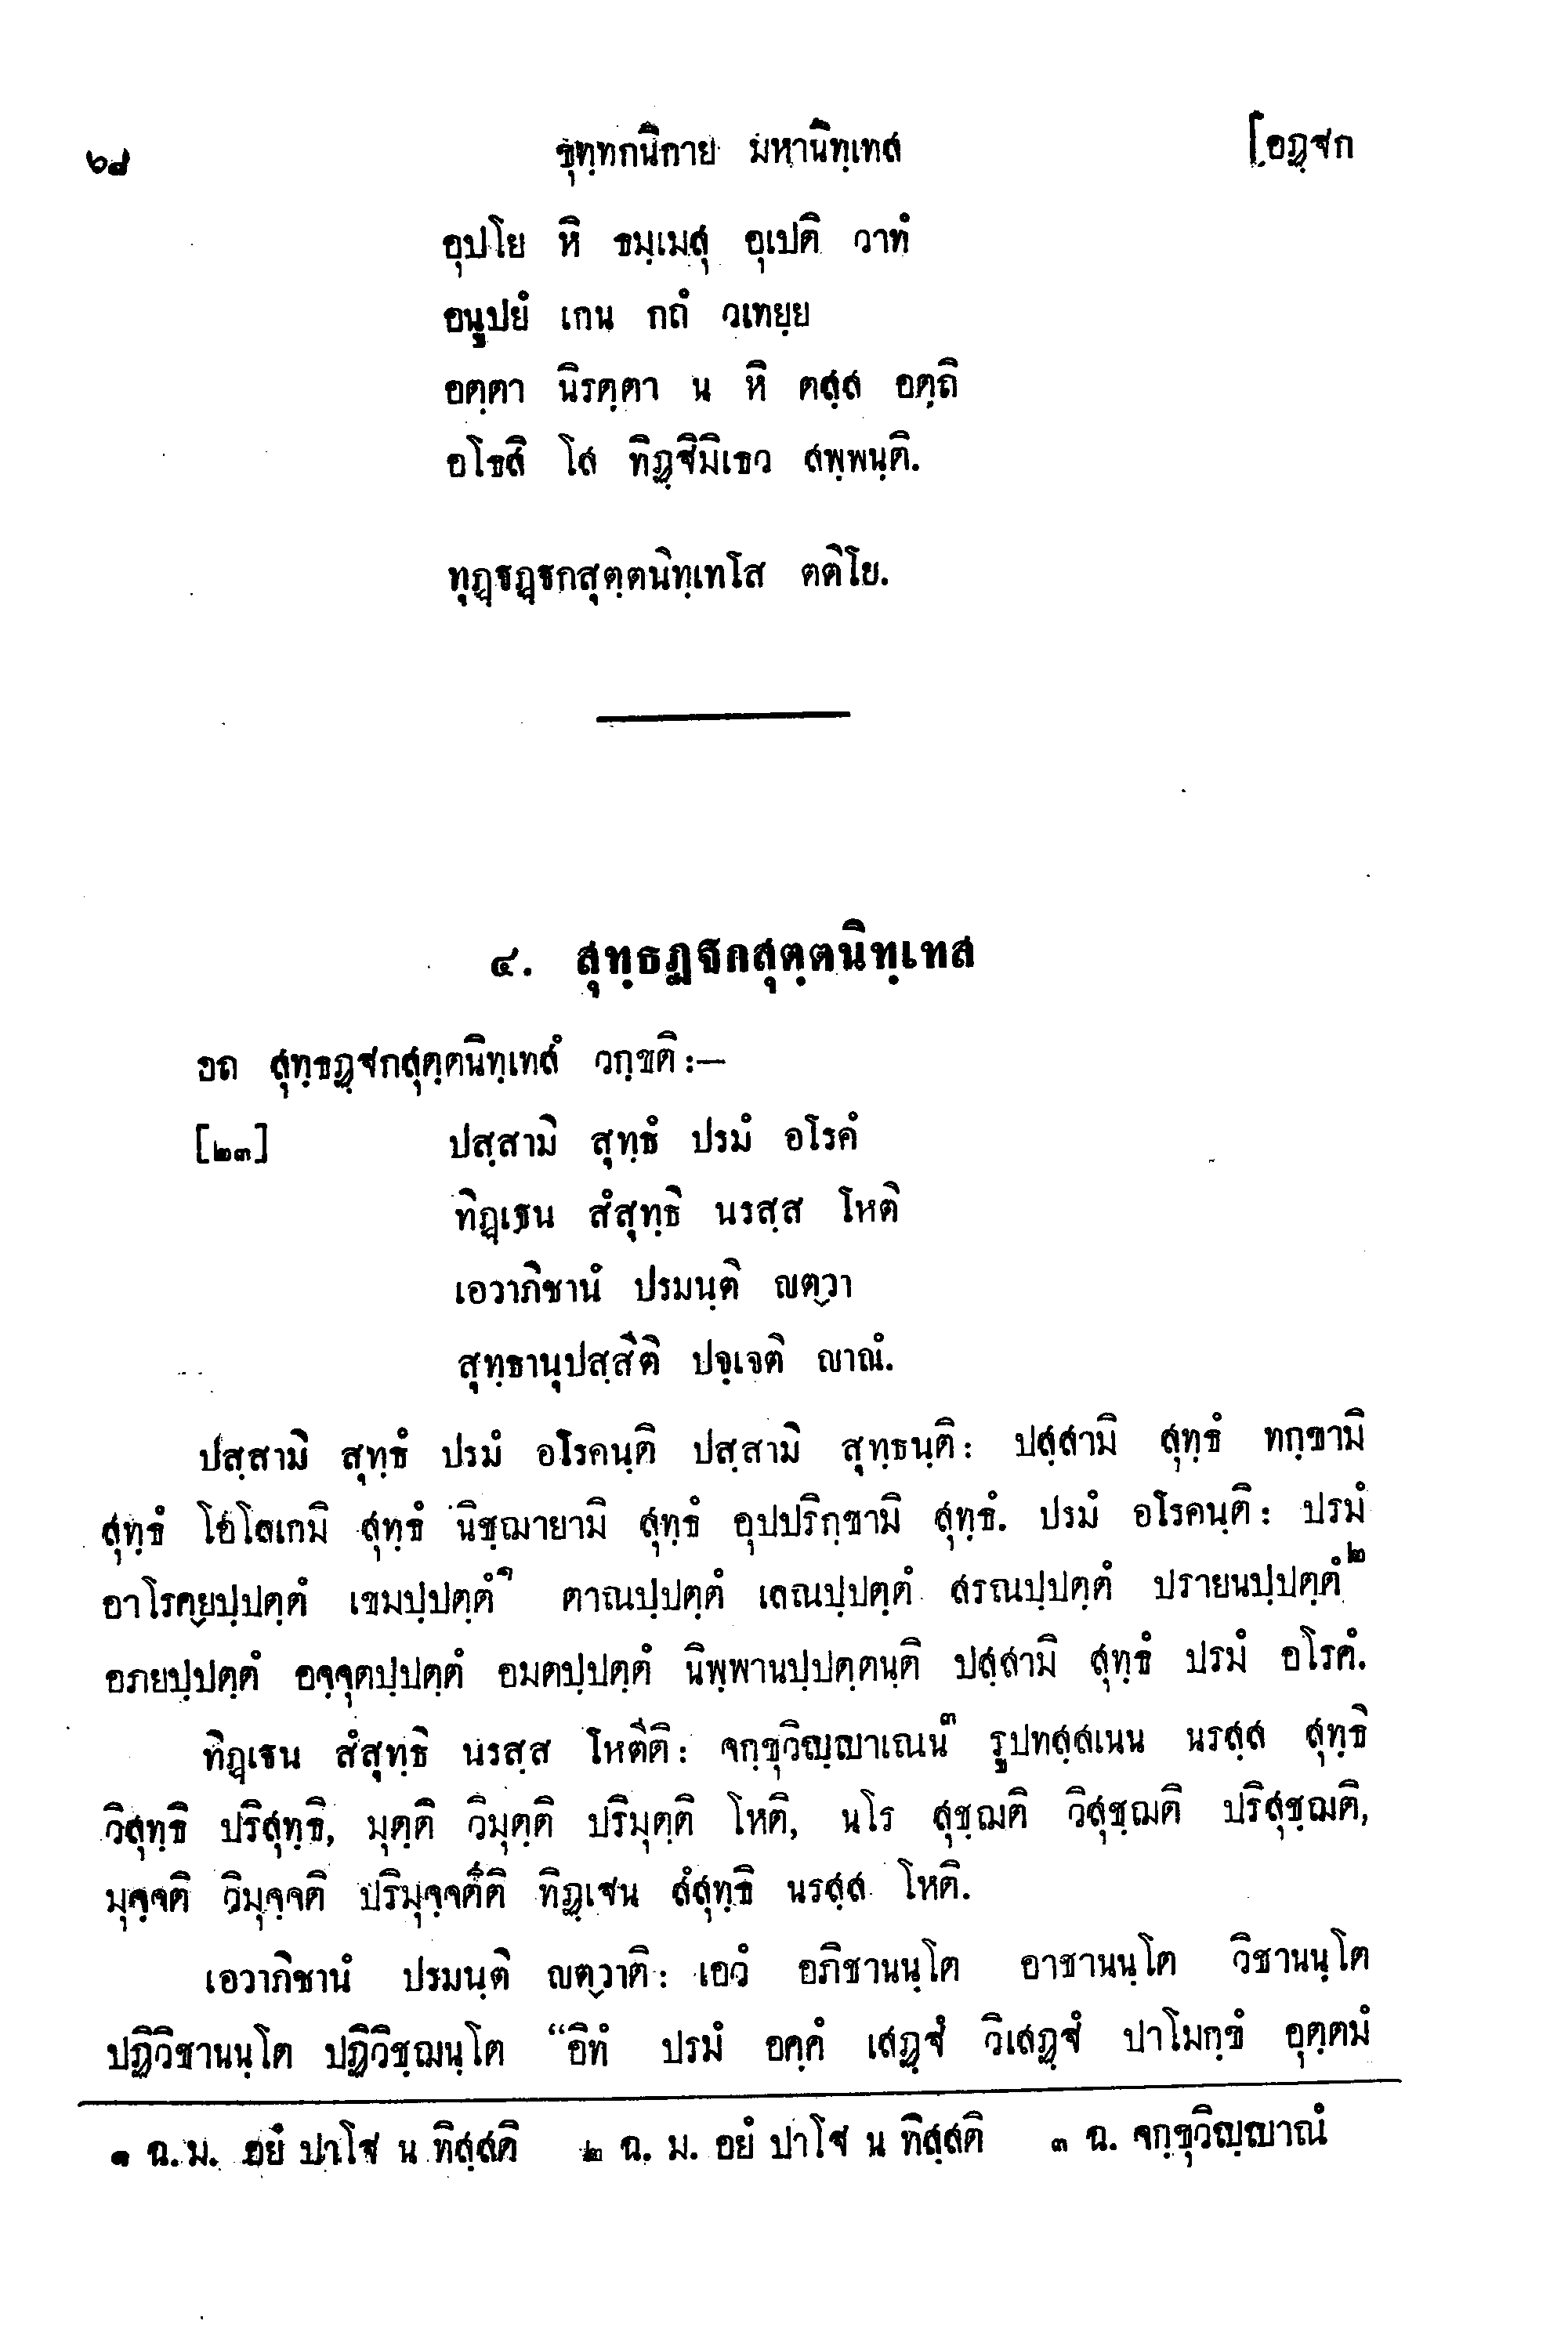 ๖๘ ขุทฺทกนิกาย มหานิทฺเทส [อฏฺฐก
อุปโย หิ ธมฺเมสุ อุเปติ วาทํ
อนูปยํ เกน กถํ วเทยฺย
อตฺตา นิรตฺตา น หิ ตสฺส อตฺถิ
อโธสิ โส ทิฏฺฐิมิเธว สพฺพนฺติ.
ทุฏฺฐฏฺฐกสุตฺตนิทฺเทโส ตติโย.
๔. สุทฺธฏฺฐกสุตฺตนิทฺเทส
อถ สุทฺธฏฺฐกสุตฺตนิทฺเทสํ วกฺขติ :—
[๒๓] ปสฺสามิ สุทฺธํ ปรมํ อโรคํ
ทิฏฺเฐน สํสุทฺธิ นรสฺส โหติ
เอวาภิชานํ ปรมนฺติ ญตฺวา
สุทฺธานุปสฺสีติ ปจฺเจติ ญาณํ.
ปสฺสามิ สุทฺธํ ปรมํ อโรคนฺติ ปสฺสามิ สุทฺธนฺติ : ปสฺสามิ สุทฺธํ ทกฺขามิ
สุทฺธํ โอโลเกมิ สุทฺธํ นิชฺฌายามิ สุทฺธํ อุปปริกฺขามิ สุทฺธํ. ปรมํ อโรคนฺติ : ปรมํ
อาโรคฺยปฺปตฺตํ เขมปฺปตฺตํ๑ ตาณปฺปตฺตํ เลณปฺปตฺตํ สรณปฺปตฺตํ ปรายนปฺปตฺตํ๒
อภยปฺปตฺตํ อจฺจุตปฺปตฺตํ อมตปฺปตฺตํ นิพฺพานปฺปตฺตนฺติ ปสฺสามิ สุทฺธํ ปรมํ อโรคํ.
ทิฏฺเฐน สํสุทฺธิ นรสฺส โหตีติ : จกฺขุวิญฺญาเณน๓ รูปทสฺสเนน นรสฺส สุทฺธิ
วิสุทฺธิ ปริสุทฺธิ, มุตฺติ วิมุตฺติ ปริมุตฺติ โหติ, นโร สุชฺฌติ วิสุชฺฌติ ปริสุชฺฌติ,
มุจฺจติ วิมุจฺจติ ปริมุจฺจตีติ ทิฏฺเฐน สํสุทฺธิ นรสฺส โหติ.
เอวาภิชานํ ปรมนฺติ ญตฺวาติ : เอวํ อภิชานนฺโต อาชานนฺโต วิชานนฺโต
ปฏิวิชานนฺโต ปฏิวิชฺฌนฺโต “อิทํ ปรมํ อคฺคํ เสฏฺฐํ วิเสฏฺฐํ ปาโมกฺขํ อุตฺตมํ
๑ ฉ.ม. อยํ ปาโฐ น ทิสฺสติ ๒ ฉ. ม. อยํ ปาโฐ น ทิสฺสติ ๓ ฉ. จกฺขุวิญฺญาณํ